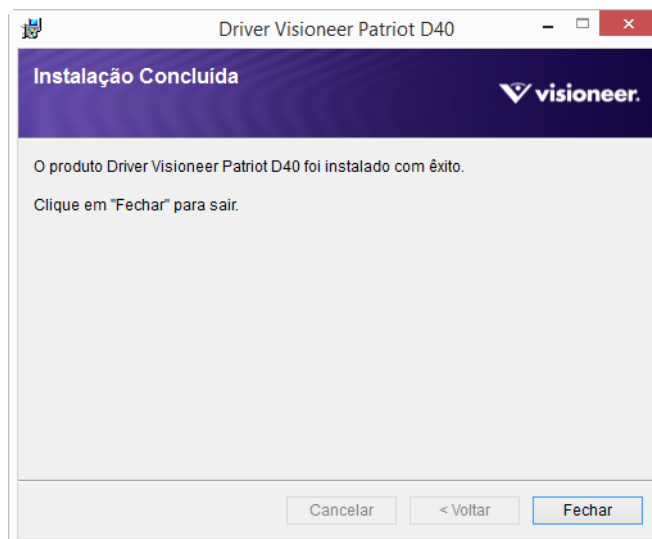 Driver Visioneer Patriot D40
Instalação Concluída
visioneer.
O produto Driver Visioneer Patriot D40 foi instalado com êxito.
Clique em "Fechar" para sair.
Cancelar
< Voltar
Fechar